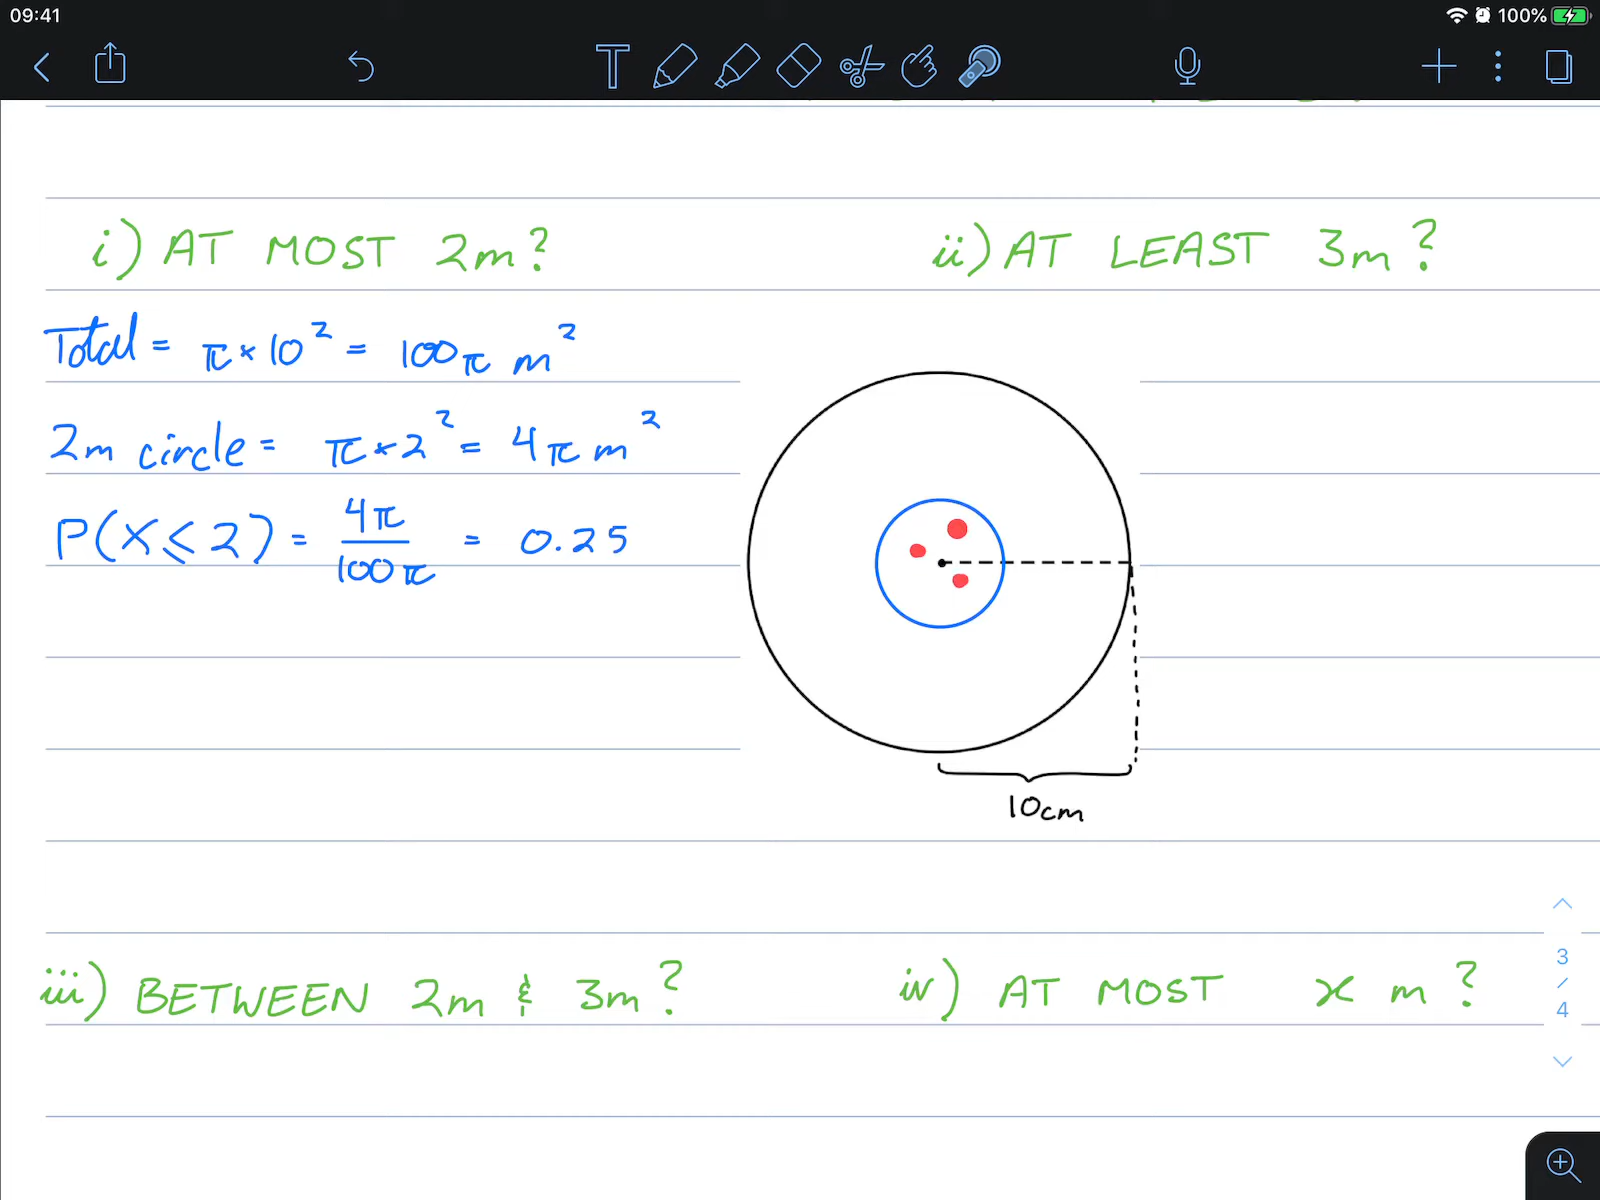 09:41 100%
i) AT MOST 2m?
ii) AT LEAST 3m?
Total = π × 10² = 100π m²
2m circle = π × 2² = 4π m²
P(X ⩽ 2) = 4π/100π = 0.25
10cm
iii) BETWEEN 2m & 3m?
iv) AT MOST x m?
3/4